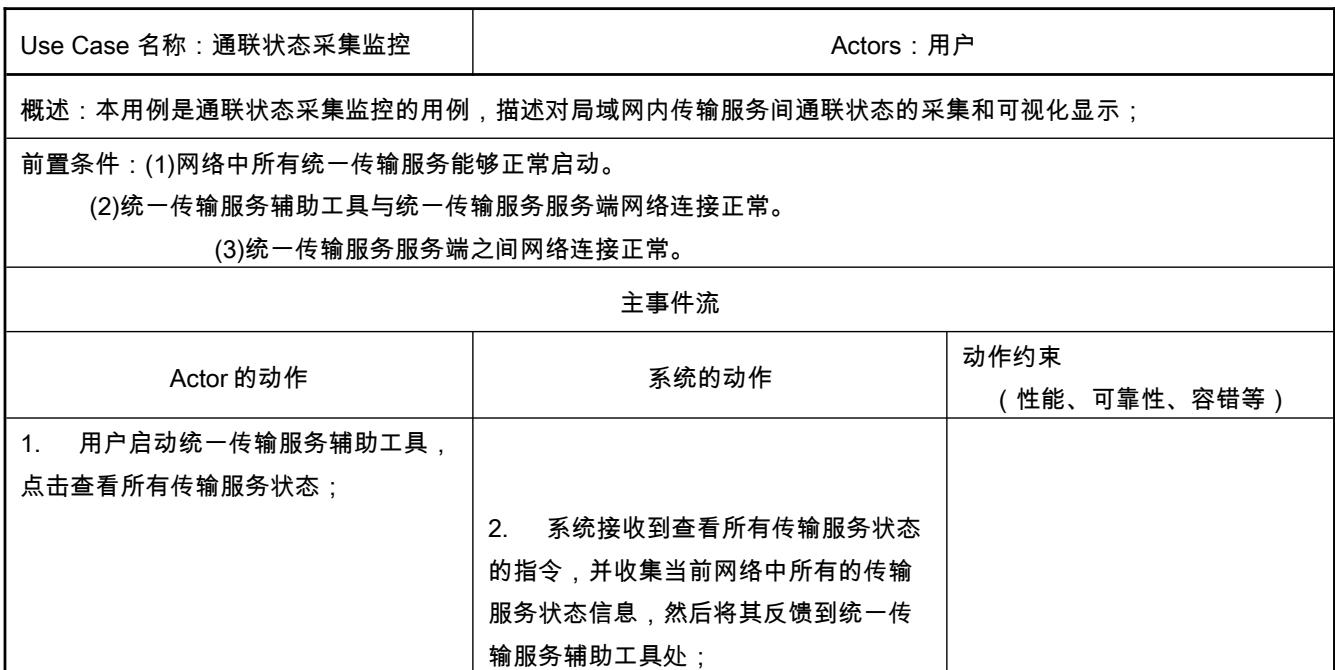 Use Case 名称：通联状态采集监控
Actors：用户
概述：本用例是通联状态采集监控的用例，描述对局域网内传输服务间通联状态的采集和可视化显示；
前置条件：(1)网络中所有统一传输服务能够正常启动。
(2)统一传输服务辅助工具与统一传输服务服务端网络连接正常。
(3)统一传输服务服务端之间网络连接正常。
主事件流
Actor 的动作
系统的动作
动作约束
（性能、可靠性、容错等）
1. 用户启动统一传输服务辅助工具，
点击查看所有传输服务状态；
2. 系统接收到查看所有传输服务状态
的指令，并收集当前网络中所有的传输
服务状态信息，然后将其反馈到统一传
输服务辅助工具处；